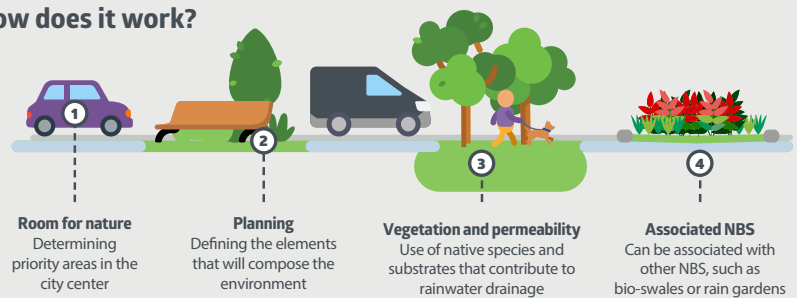 ow does it work?
1
2
3
4
Room for nature
Determining
priority areas in the
city center
Planning
Defining the elements
that will compose the
environment
Vegetation and permeability
Use of native species and
substrates that contribute to
rainwater drainage
Associated NBS
Can be associated with
other NBS, such as
bio-swales or rain gardens